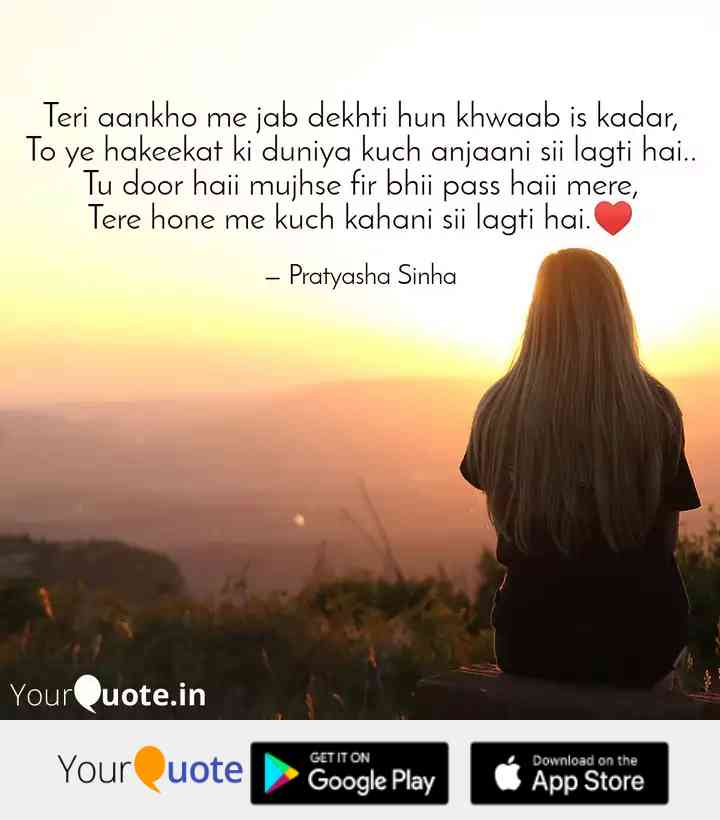 Teri aankho me jab dekhti hun khwaab is kadar,
To ye hakeekat ki duniya kuch anjaani sii lagti hai..
Tu door haii mujhse fir bhii pass haii mere,
Tere hone me kuch kahani sii lagti hai.♥️
– Pratyasha Sinha
YourQuote.in
YourQuote
GET IT ON
Google Play
Download on the
App Store